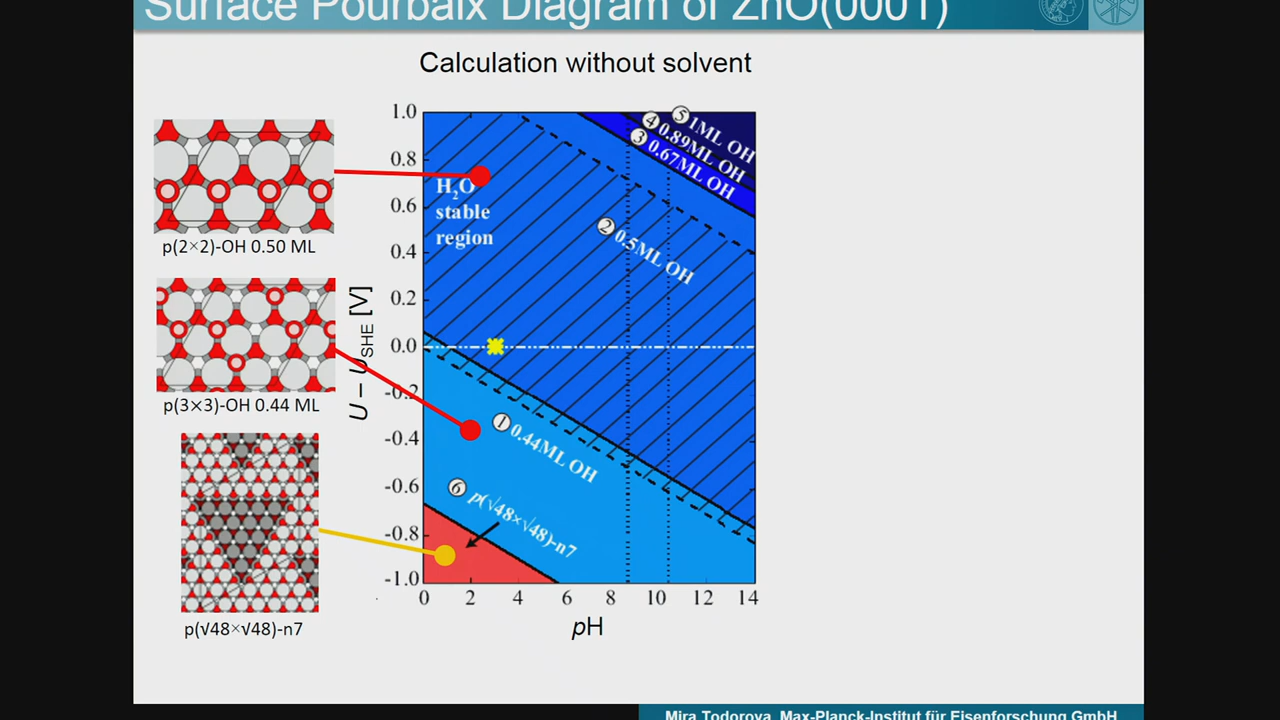 Surface Pourbaix Diagram of ZnO(0001)
Calculation without solvent
p(2×2)-OH 0.50 ML
p(3×3)-OH 0.44 ML
p(√48×√48)-n7
U – U_SHE [V]
1.0
0.8
0.6
0.4
0.2
0.0
-0.2
-0.4
-0.6
-0.8
-1.0
5 1ML OH
4 0.89ML OH
3 0.67ML OH
H₂O
stable
region
2 0.5ML OH
1 0.44ML OH
6 p(√48×√48)-n7
0 2 4 6 8 10 12 14
pH
Mira Todorova, Max-Planck-Institut für Eisenforschung GmbH